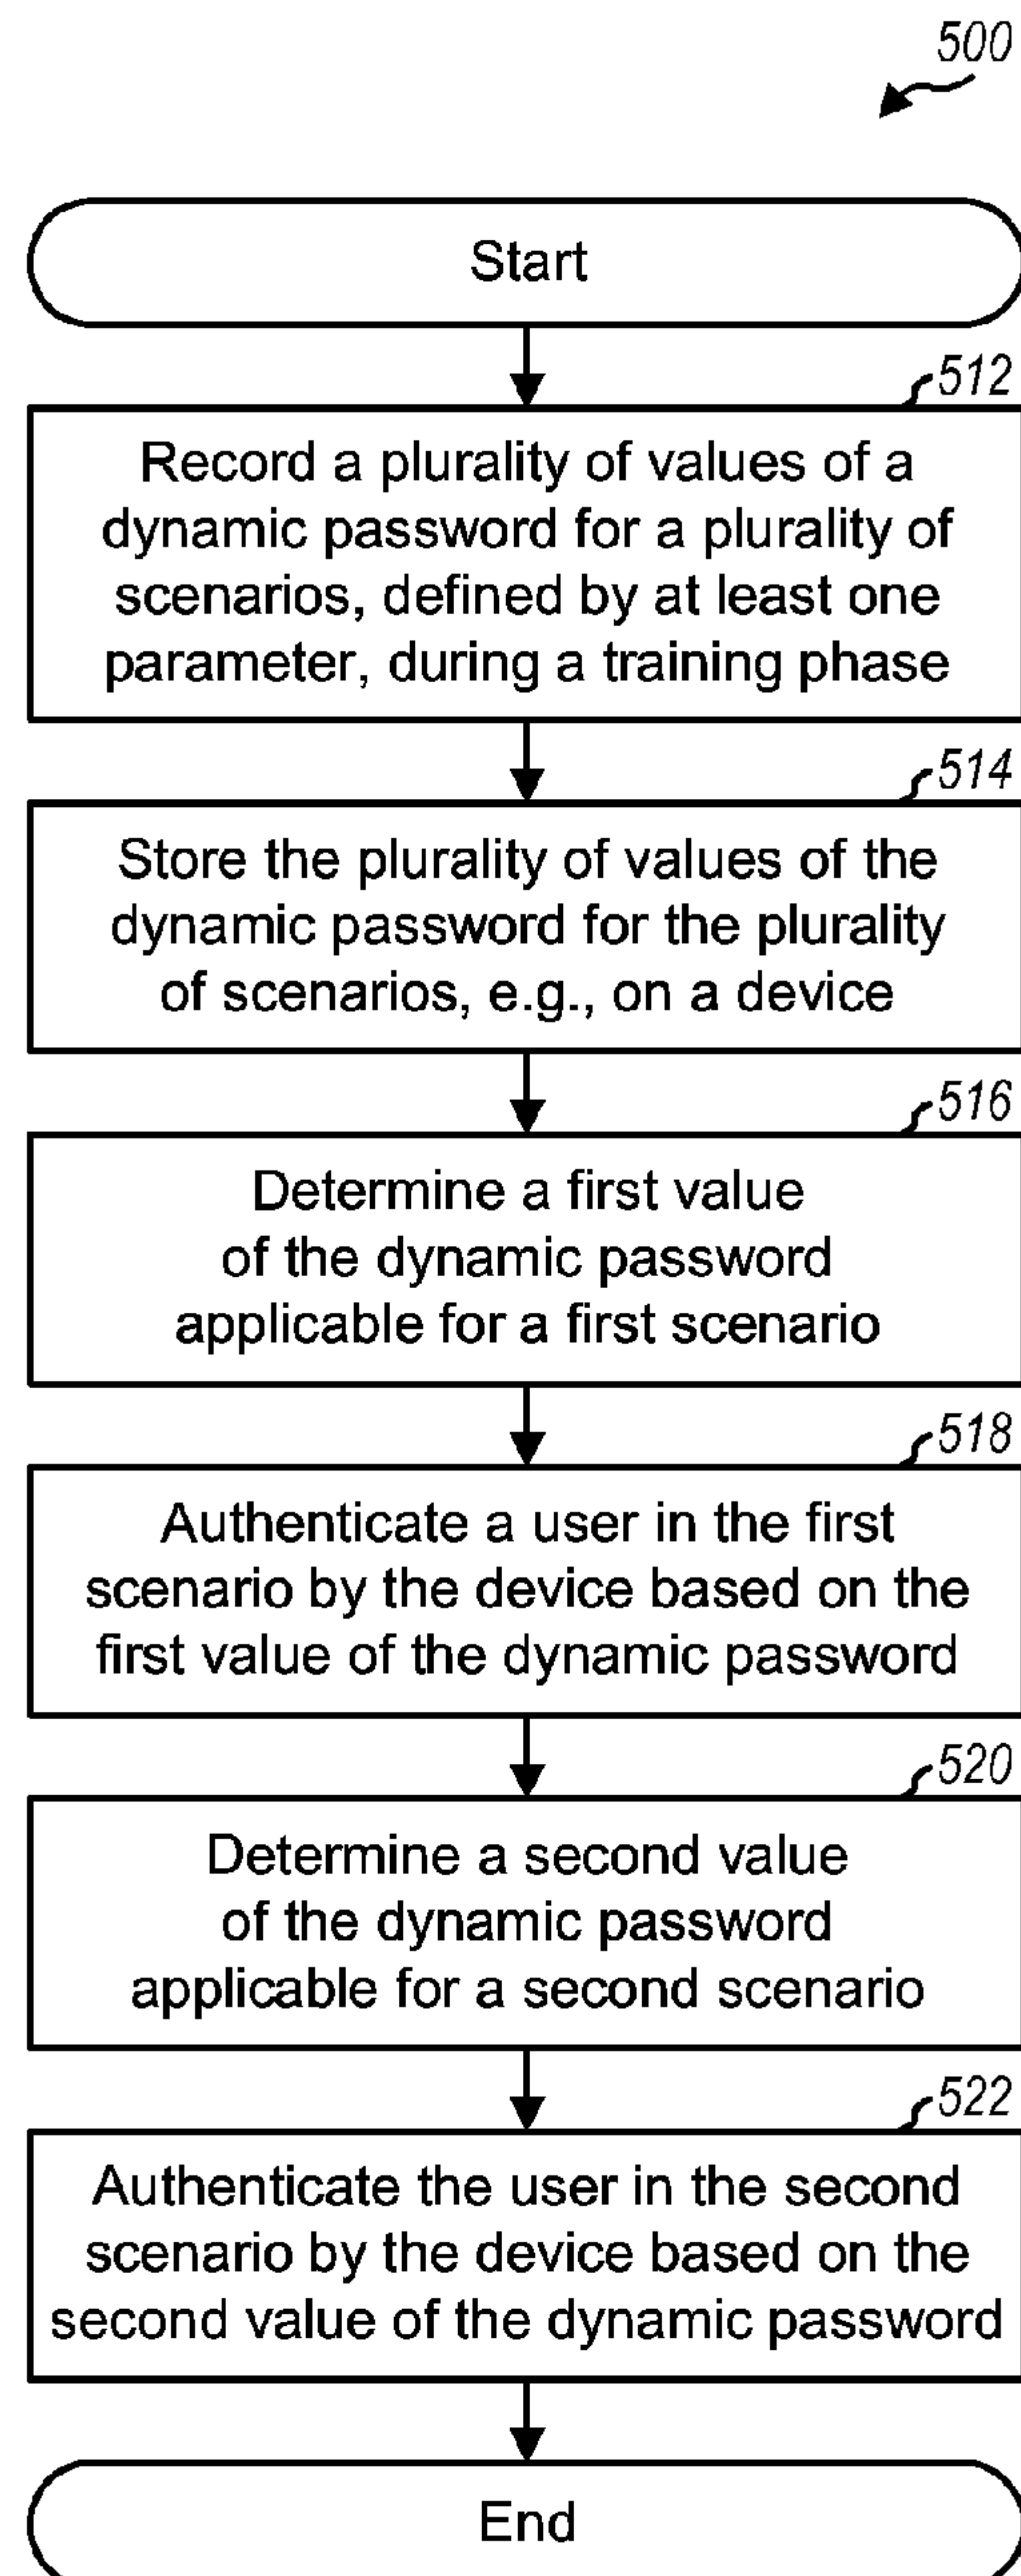 500
Start
512
Record a plurality of values of a
dynamic password for a plurality of
scenarios, defined by at least one
parameter, during a training phase
514
Store the plurality of values of the
dynamic password for the plurality
of scenarios, e.g., on a device
516
Determine a first value
of the dynamic password
applicable for a first scenario
518
Authenticate a user in the first
scenario by the device based on the
first value of the dynamic password
520
Determine a second value
of the dynamic password
applicable for a second scenario
522
Authenticate the user in the second
scenario by the device based on the
second value of the dynamic password
End